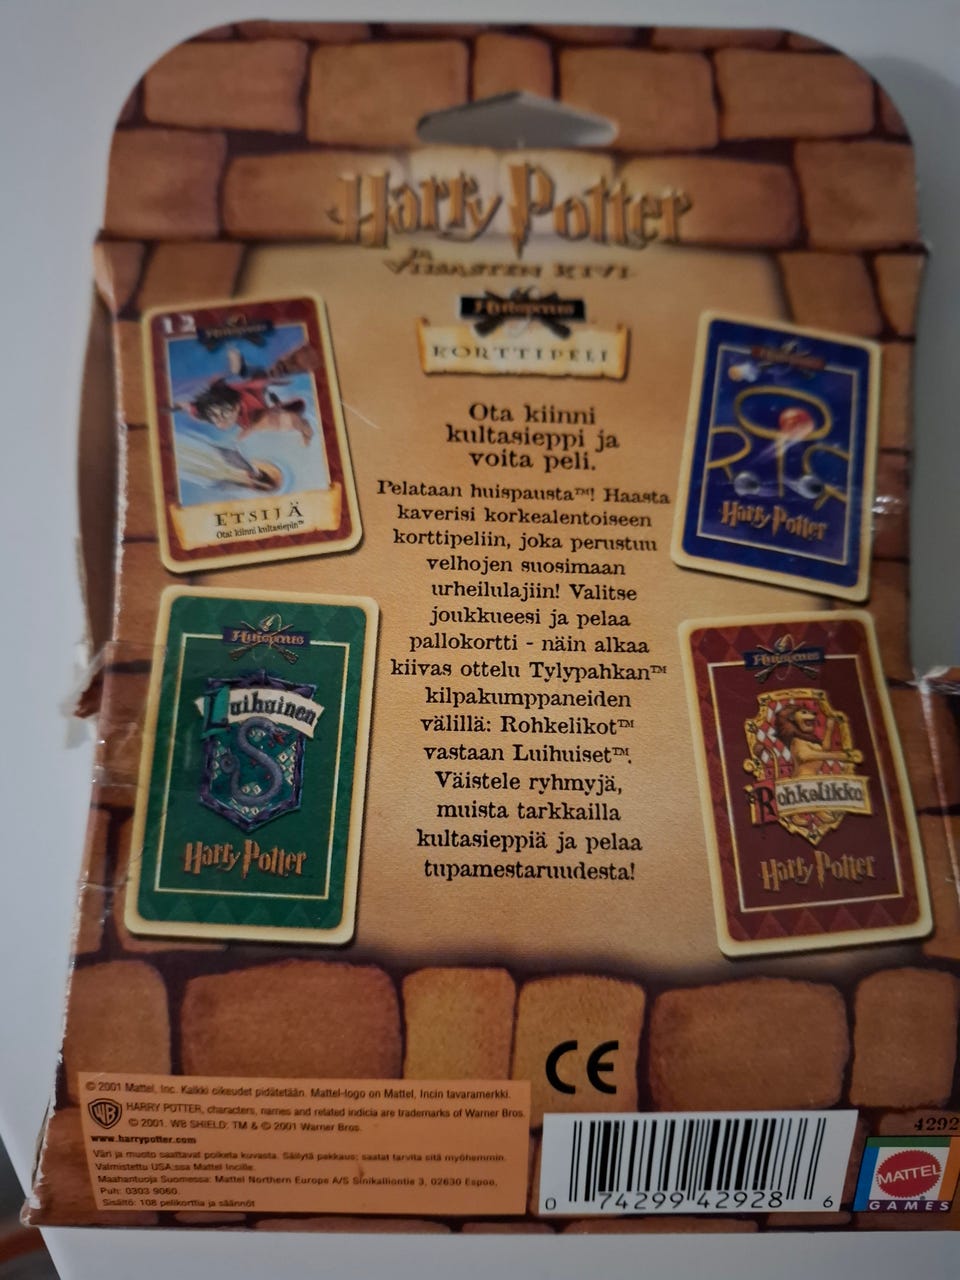 Harry Potter
JA
VIISASTEN KIVI
Huispaus
KORTTIPELI
12
Huispaus
ETSIJÄ
Ota kiinni kultasieppi™
Harry Potter
Ota kiinni
kultasieppi ja
voita peli.
Pelataan huispausta™! Haasta
kaverisi korkealentoiseen
korttipeliin, joka perustuu
velhojen suosimaan
urheilulajiin! Valitse
joukkueesi ja pelaa
pallokortti - näin alkaa
kiivas ottelu Tylypahkan™
kilpakumppaneiden
välillä: Rohkelikot™
vastaan Luihuiset™.
Väistele ryhmyjä,
muista tarkkailla
kultasieppiä ja pelaa
tupamestaruudesta!
Huispaus
Luihuinen
Harry Potter
Huispaus
Rohkelikko
Harry Potter
CE
© 2001 Mattel, Inc. Kaikki oikeudet pidätetään. Mattel-logo on Mattel, Incin tavaramerkki.
WB
HARRY POTTER, characters, names and related indicia are trademarks of Warner Bros.
© 2001. WB SHIELD: TM & © 2001 Warner Bros.
www.harrypotter.com
Väri ja muoto saattavat poiketa kuvasta. Säilytä pakkaus; saatat tarvita sitä myöhemmin.
Valmistettu USA:ssa Mattel Incille.
Maahantuoja Suomessa: Mattel Northern Europe A/S Sinikalliontie 3, 02630 Espoo.
Puh: 0303 9060.
Sisältö: 108 pelikorttia ja säännöt
0 74299 42928 6
4292
MATTEL
GAMES